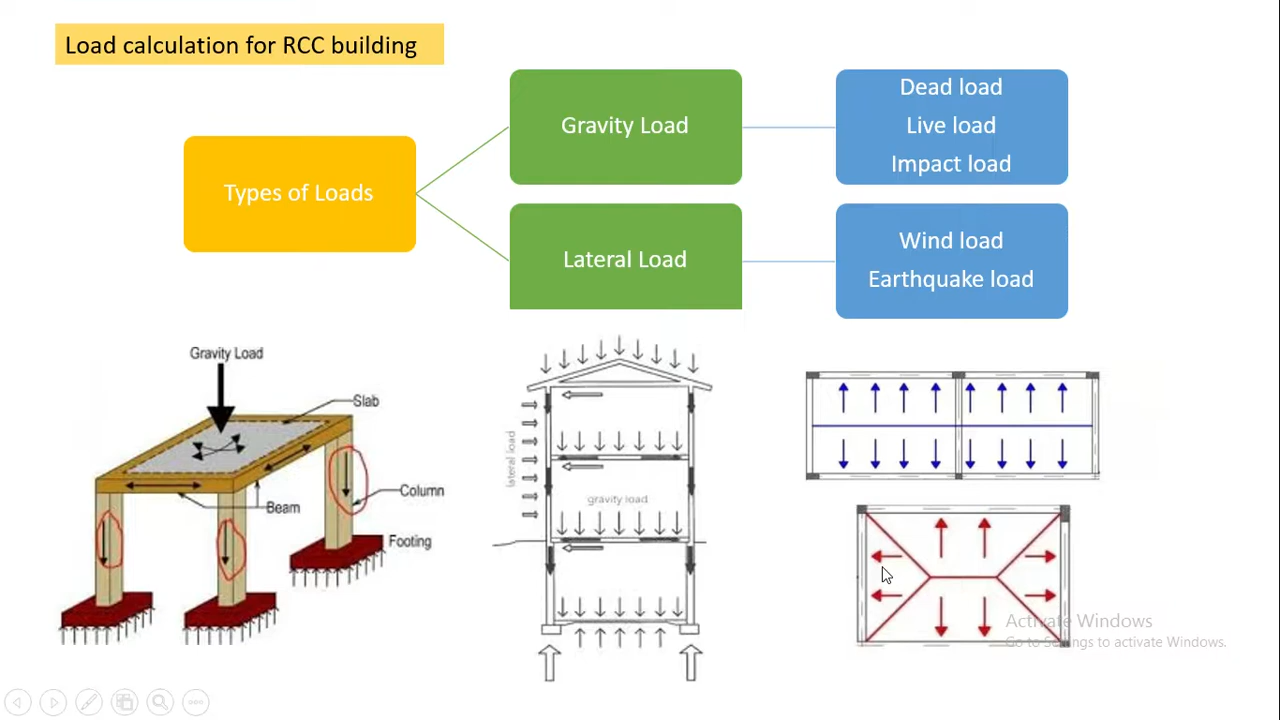 Load calculation for RCC building
Types of Loads
Gravity Load
Lateral Load
Dead load
Live load
Impact load
Wind load
Earthquake load
Gravity Load
Slab
Beam
Column
Footing
lateral load
gravity load
Activate Windows
Go to Settings to activate Windows.